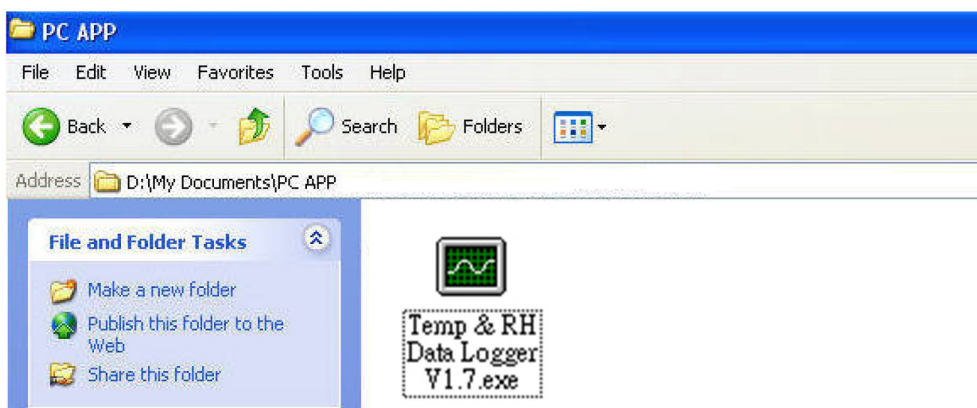 PC APP
File Edit View Favorites Tools Help
Back Search Folders
Address D:\My Documents\PC APP
File and Folder Tasks
Make a new folder
Publish this folder to the
Web
Share this folder
Temp & RH
Data Logger
V1.7.exe